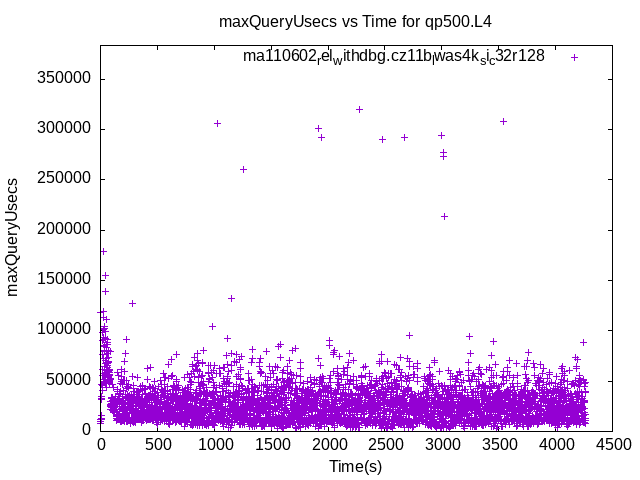 maxQueryUsecs vs Time for qp500.L4
ma110602_rel_withdbg.cz11b_lwas4k_sl_c32r128
350000
300000
250000
200000
150000
100000
50000
0
maxQueryUsecs
0 500 1000 1500 2000 2500 3000 3500 4000 4500
Time(s)